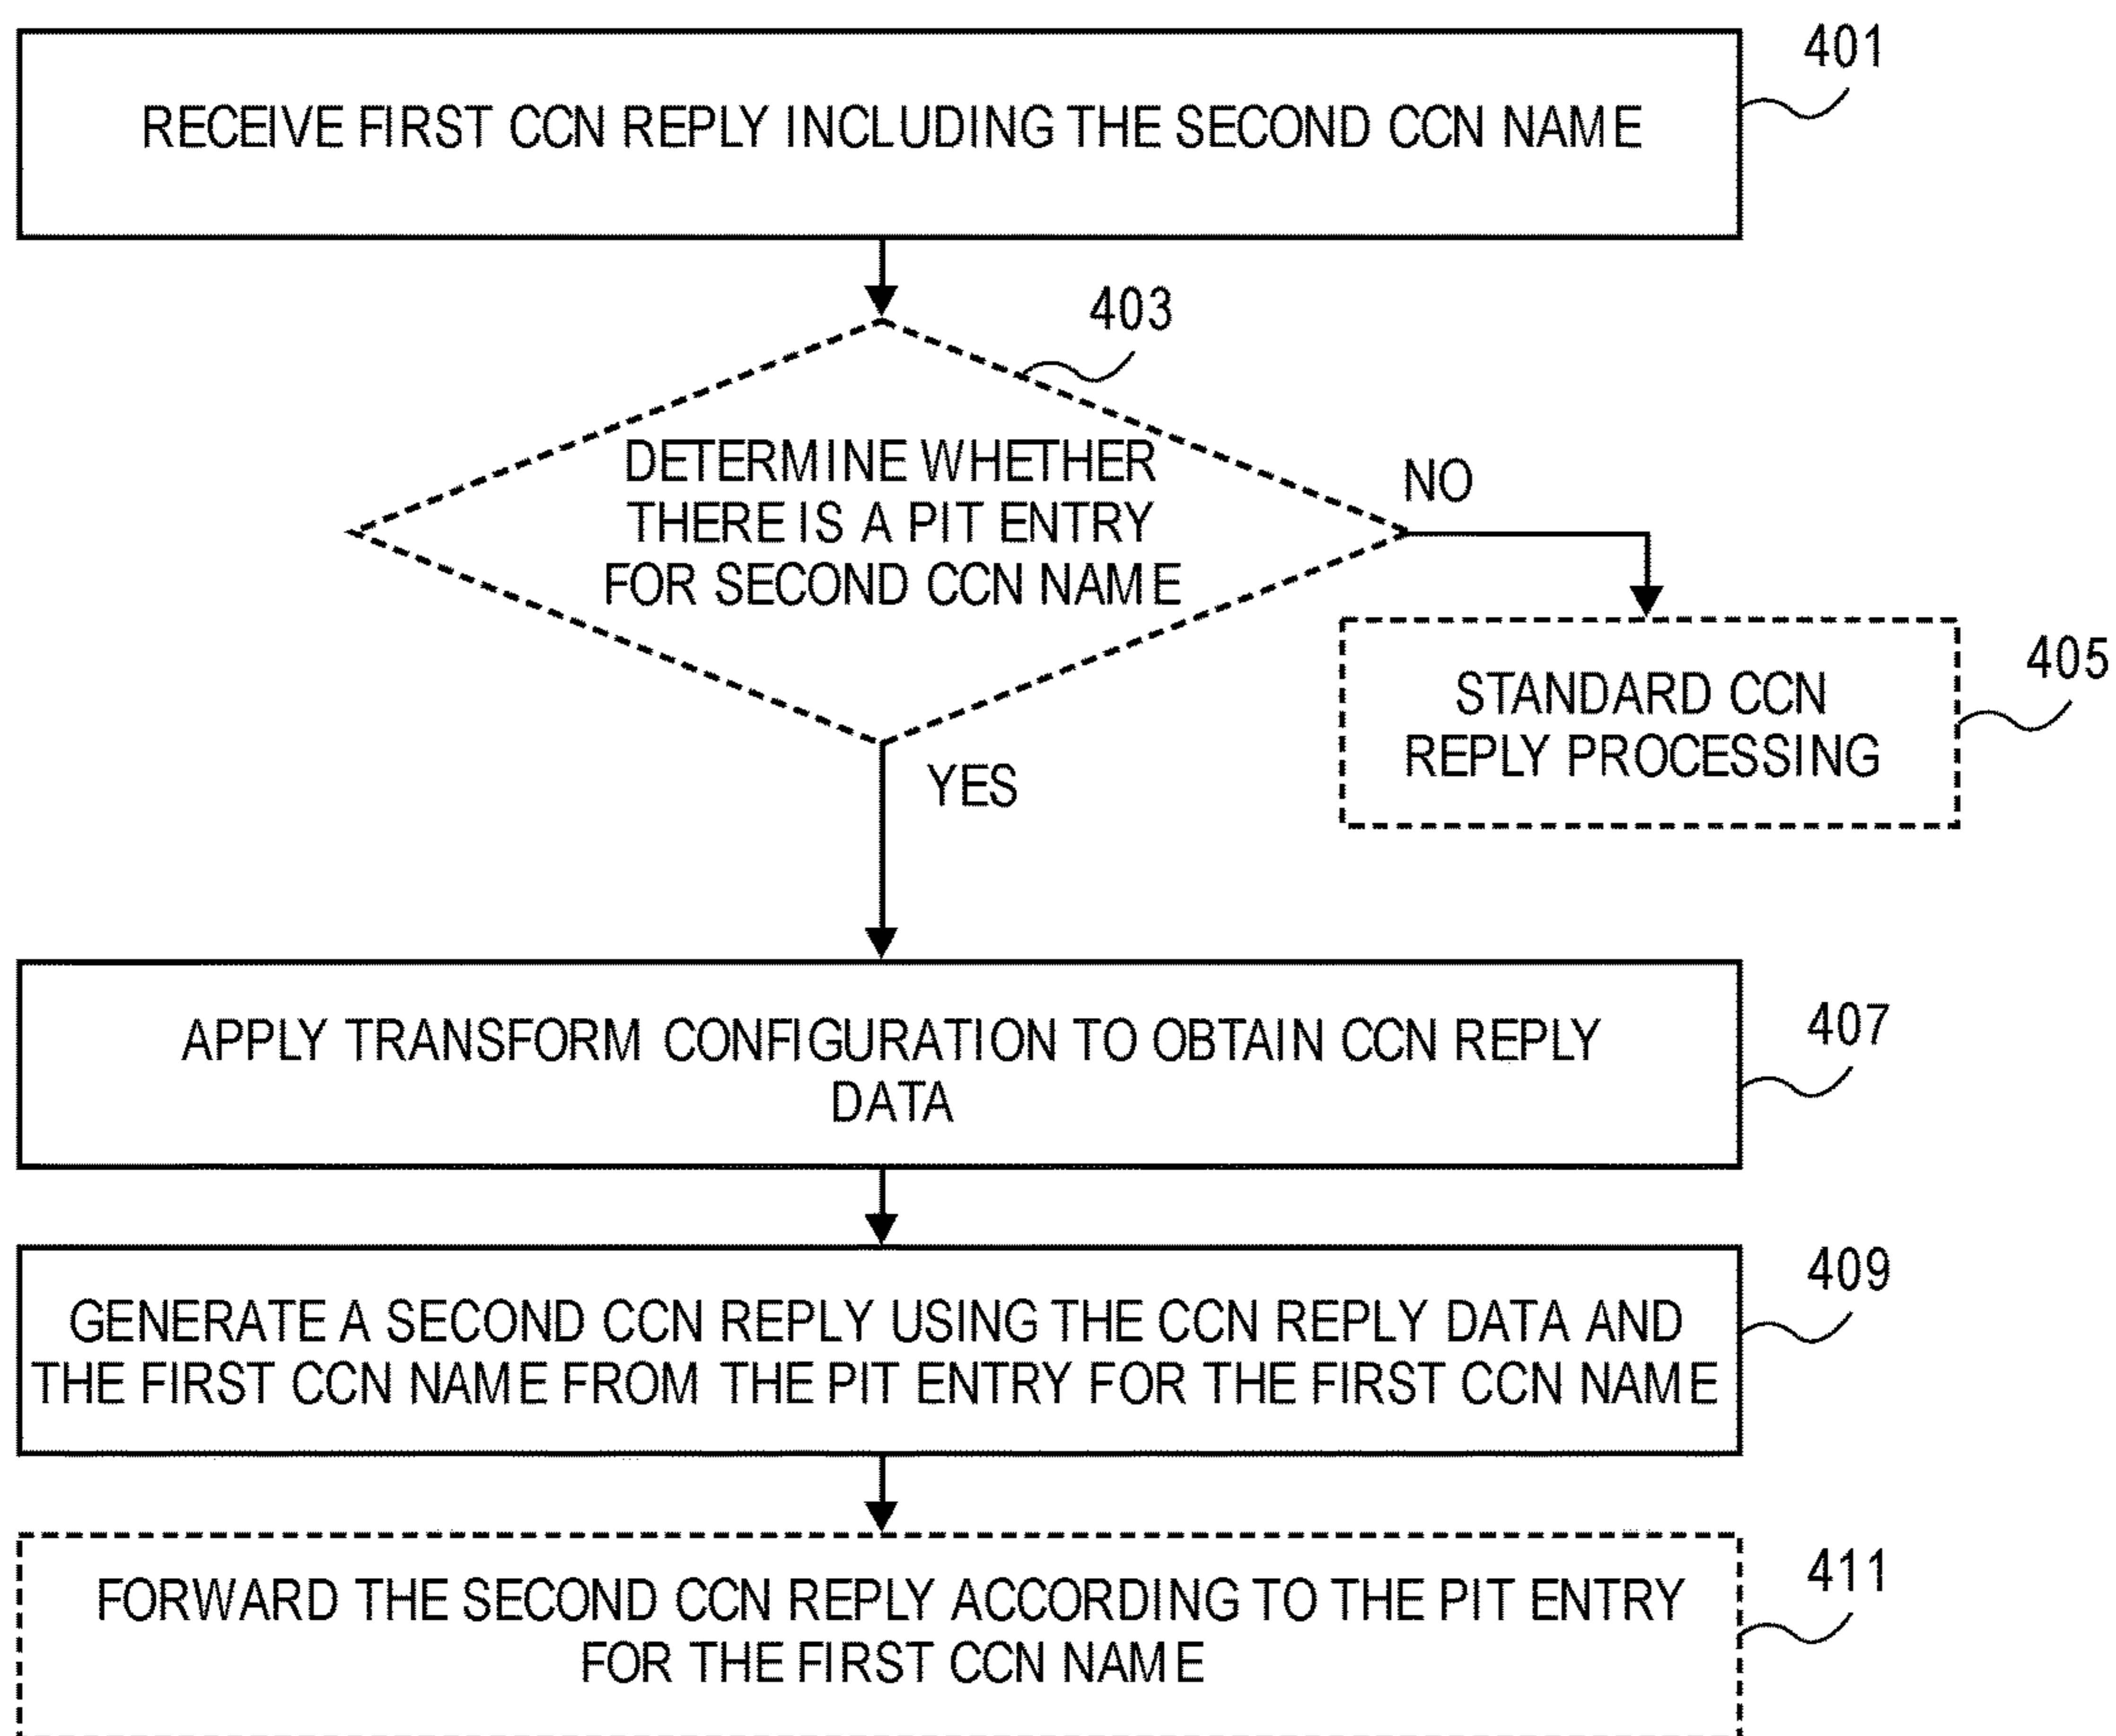 401
RECEIVE FIRST CCN REPLY INCLUDING THE SECOND CCN NAME
403
DETERMINE WHETHER
THERE IS A PIT ENTRY
FOR SECOND CCN NAME
NO
405
STANDARD CCN
REPLY PROCESSING
YES
407
APPLY TRANSFORM CONFIGURATION TO OBTAIN CCN REPLY
DATA
409
GENERATE A SECOND CCN REPLY USING THE CCN REPLY DATA AND
THE FIRST CCN NAME FROM THE PIT ENTRY FOR THE FIRST CCN NAME
411
FORWARD THE SECOND CCN REPLY ACCORDING TO THE PIT ENTRY
FOR THE FIRST CCN NAME